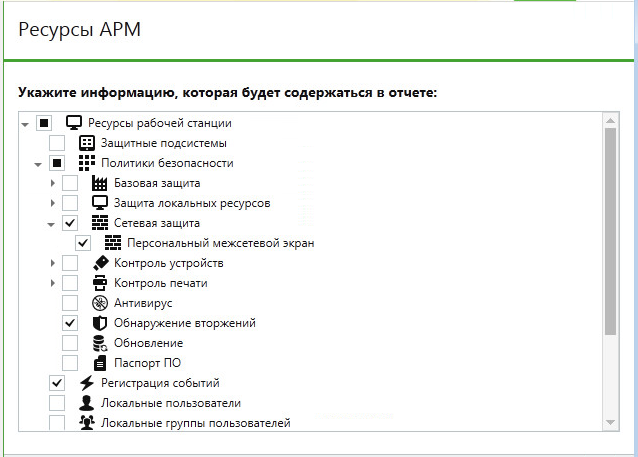 Ресурсы АРМ
Укажите информацию, которая будет содержаться в отчете:
Ресурсы рабочей станции
Защитные подсистемы
Политики безопасности
Базовая защита
Защита локальных ресурсов
Сетевая защита
Персональный межсетевой экран
Контроль устройств
Контроль печати
Антивирус
Обнаружение вторжений
Обновление
Паспорт ПО
Регистрация событий
Локальные пользователи
Локальные группы пользователей